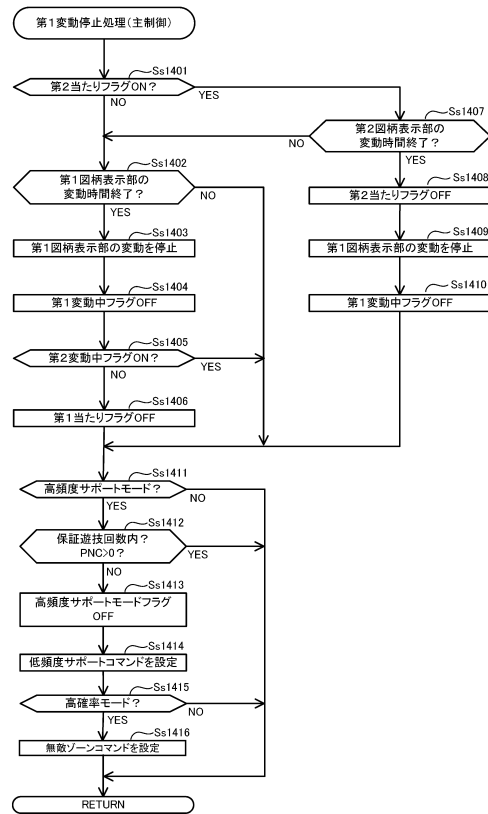 第1変動停止処理(主制御)
Ss1401
第2当たりフラグON?
NO
YES
Ss1407
第2図柄表示部の
変動時間終了?
NO
YES
Ss1402
第1図柄表示部の
変動時間終了?
NO
YES
Ss1408
第2当たりフラグOFF
Ss1403
第1図柄表示部の変動を停止
Ss1409
第1図柄表示部の変動を停止
Ss1404
第1変動中フラグOFF
Ss1410
第1変動中フラグOFF
Ss1405
第2変動中フラグON?
YES
NO
Ss1406
第1当たりフラグOFF
Ss1411
高頻度サポートモード?
NO
YES
Ss1412
保証遊技回数内?
PNC>0?
YES
NO
Ss1413
高頻度サポートモードフラグ
OFF
Ss1414
低頻度サポートコマンドを設定
Ss1415
高確率モード?
NO
YES
Ss1416
無敵ゾーンコマンドを設定
RETURN